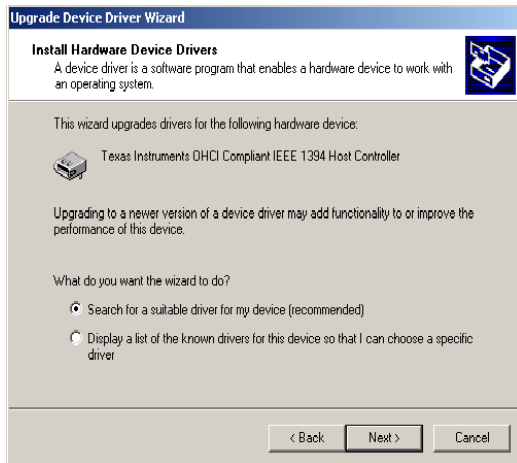 Upgrade Device Driver Wizard
Install Hardware Device Drivers
A device driver is a software program that enables a hardware device to work with
an operating system.
This wizard upgrades drivers for the following hardware device:
Texas Instruments OHCI Compliant IEEE 1394 Host Controller
Upgrading to a newer version of a device driver may add functionality to or improve the
performance of this device.
What do you want the wizard to do?
Search for a suitable driver for my device (recommended)
Display a list of the known drivers for this device so that I can choose a specific
driver
< Back Next > Cancel